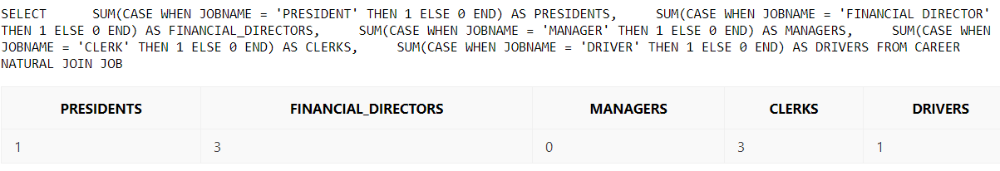 SELECT SUM(CASE WHEN JOBNAME = 'PRESIDENT' THEN 1 ELSE 0 END) AS PRESIDENTS, SUM(CASE WHEN JOBNAME = 'FINANCIAL DIRECTOR'
THEN 1 ELSE 0 END) AS FINANCIAL_DIRECTORS, SUM(CASE WHEN JOBNAME = 'MANAGER' THEN 1 ELSE 0 END) AS MANAGERS, SUM(CASE WHEN
JOBNAME = 'CLERK' THEN 1 ELSE 0 END) AS CLERKS, SUM(CASE WHEN JOBNAME = 'DRIVER' THEN 1 ELSE 0 END) AS DRIVERS FROM CAREER
NATURAL JOIN JOB
PRESIDENTS FINANCIAL_DIRECTORS MANAGERS CLERKS DRIVERS
1 3 0 3 1